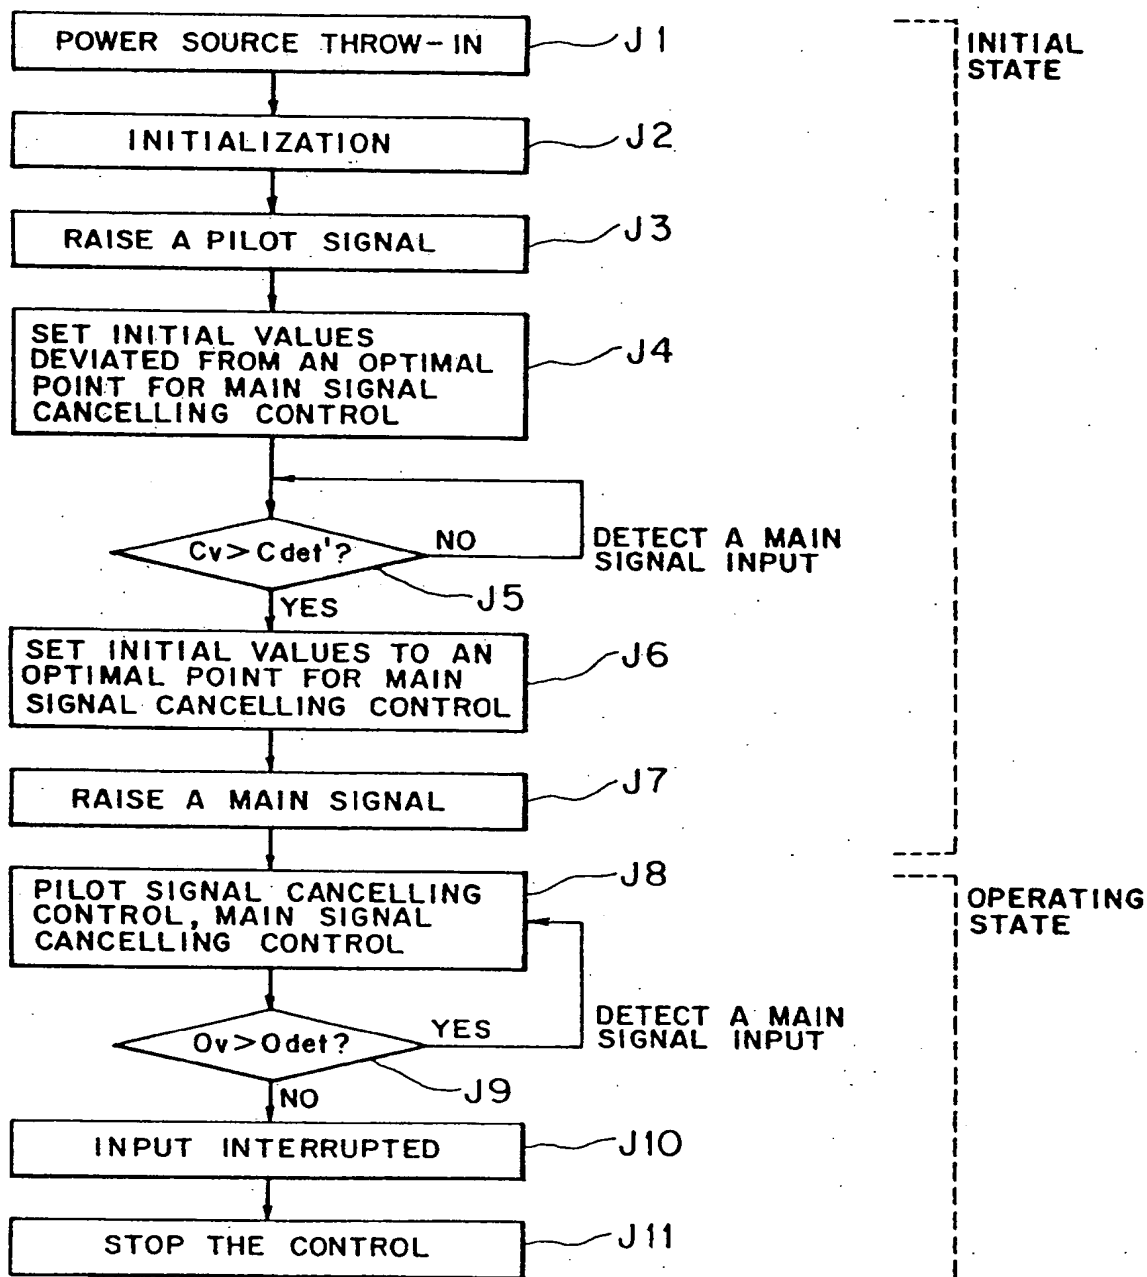 POWER SOURCE THROW-IN
J1
INITIAL
STATE
INITIALIZATION
J2
RAISE A PILOT SIGNAL
J3
SET INITIAL VALUES
DEVIATED FROM AN OPTIMAL
POINT FOR MAIN SIGNAL
CANCELLING CONTROL
J4
Cv>Cdet'?
NO
DETECT A MAIN
SIGNAL INPUT
J5
YES
SET INITIAL VALUES TO AN
OPTIMAL POINT FOR MAIN
SIGNAL CANCELLING CONTROL
J6
RAISE A MAIN SIGNAL
J7
PILOT SIGNAL CANCELLING
CONTROL, MAIN SIGNAL
CANCELLING CONTROL
J8
OPERATING
STATE
Ov>Odet?
YES
DETECT A MAIN
SIGNAL INPUT
J9
NO
INPUT INTERRUPTED
J10
STOP THE CONTROL
J11